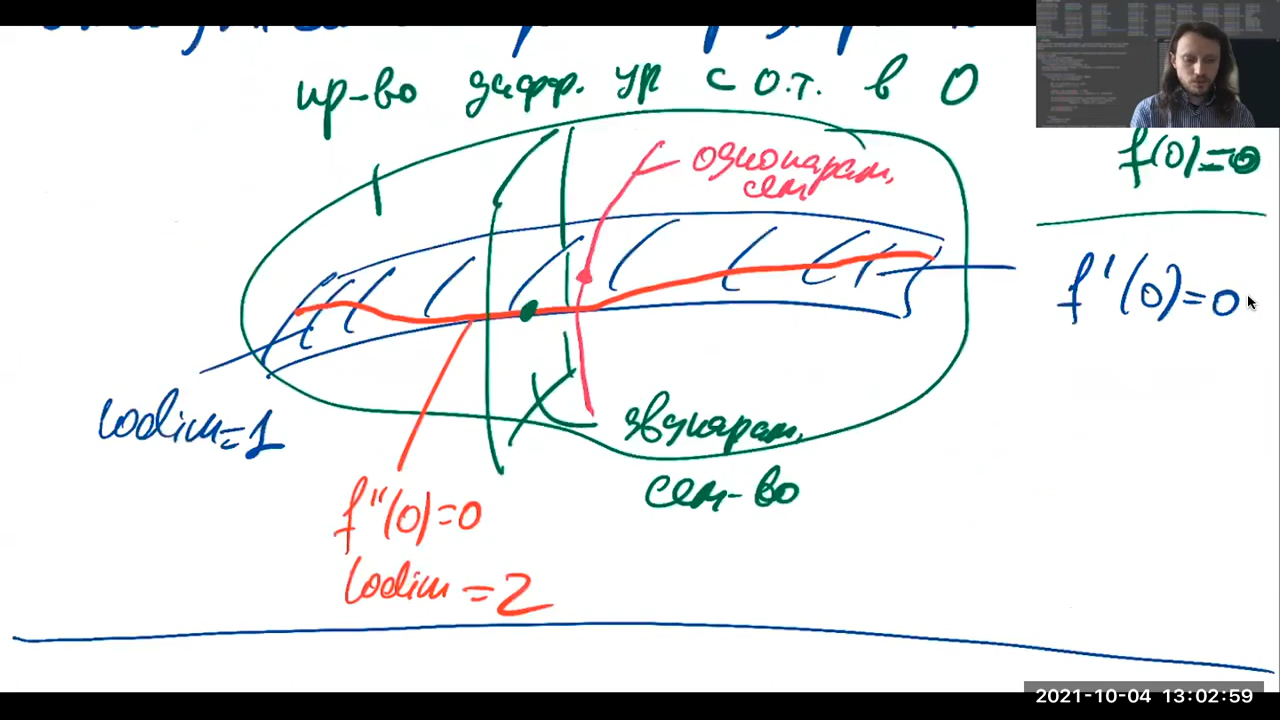 пр-во дифф. ур с о.т. в 0
f(0)=0
однопарам.
сем
f'(0)=0
codim=1
двупарам.
сем-во
f''(0)=0
codim=2
2021-10-04 13:02:59